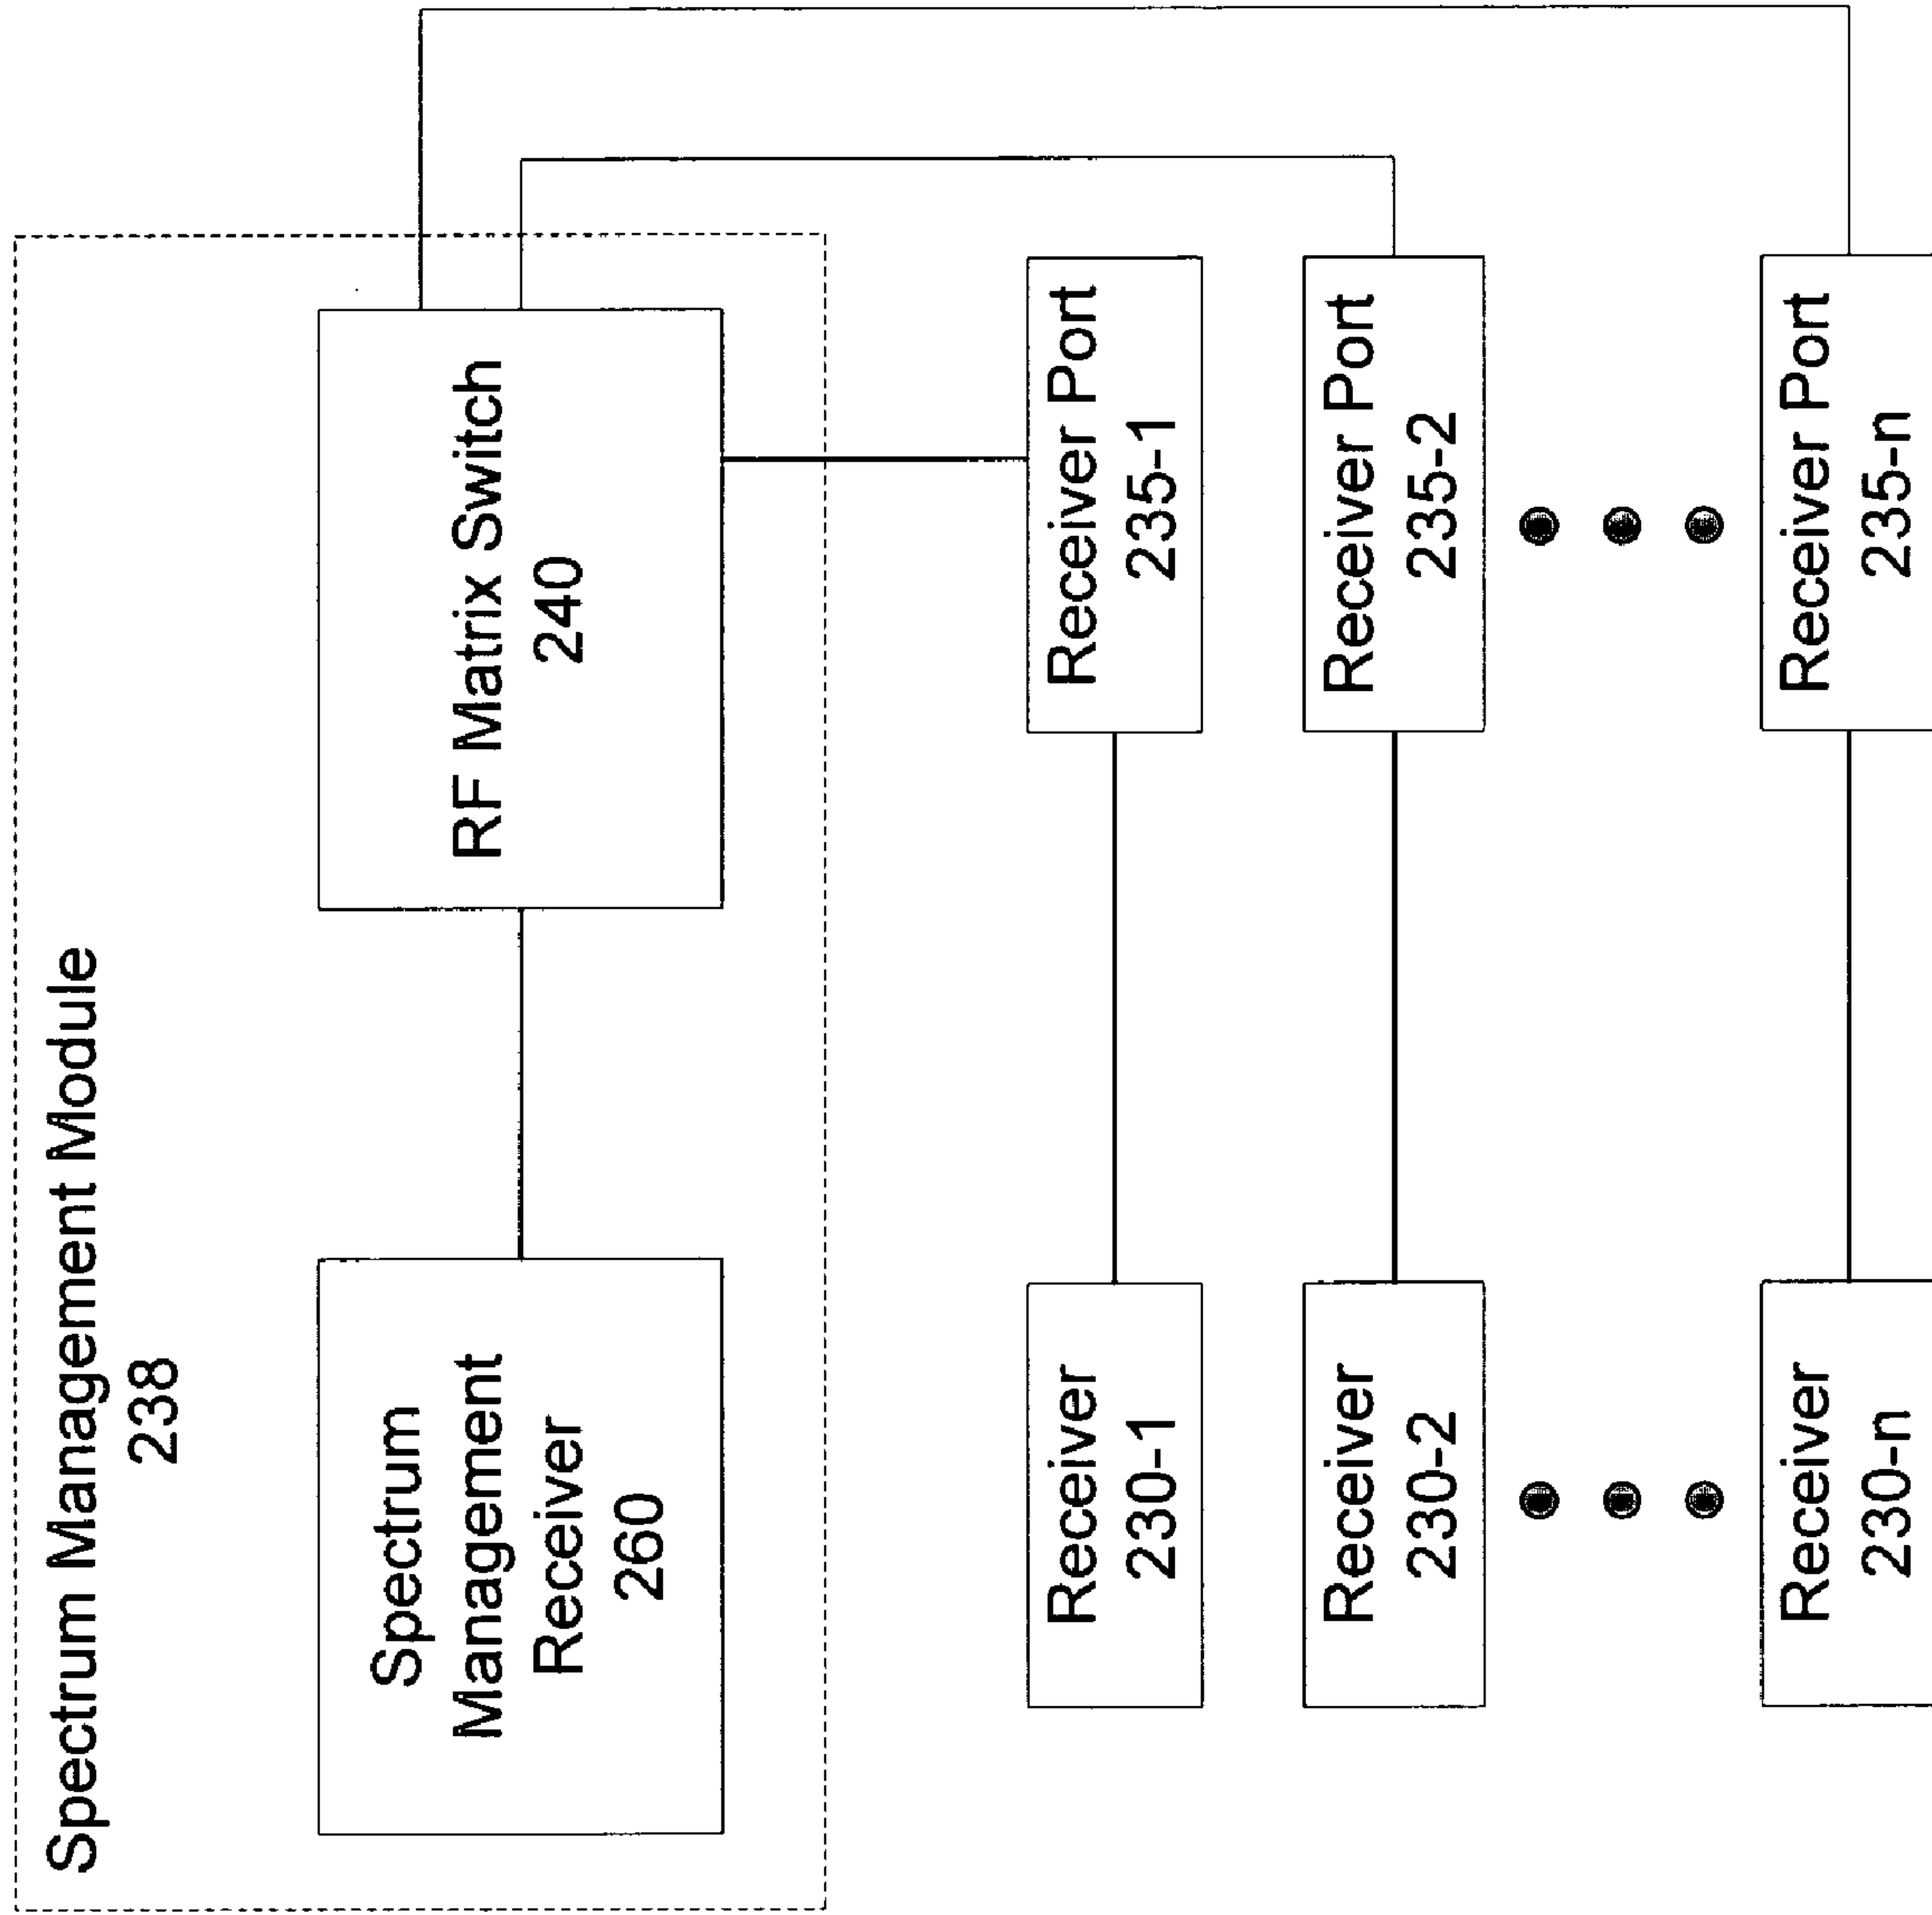 Spectrum Management Module
238
Spectrum
Management
Receiver
260
RF Matrix Switch
240
Receiver
230-1
Receiver Port
235-1
Receiver
230-2
Receiver Port
235-2
Receiver
230-n
Receiver Port
235-n